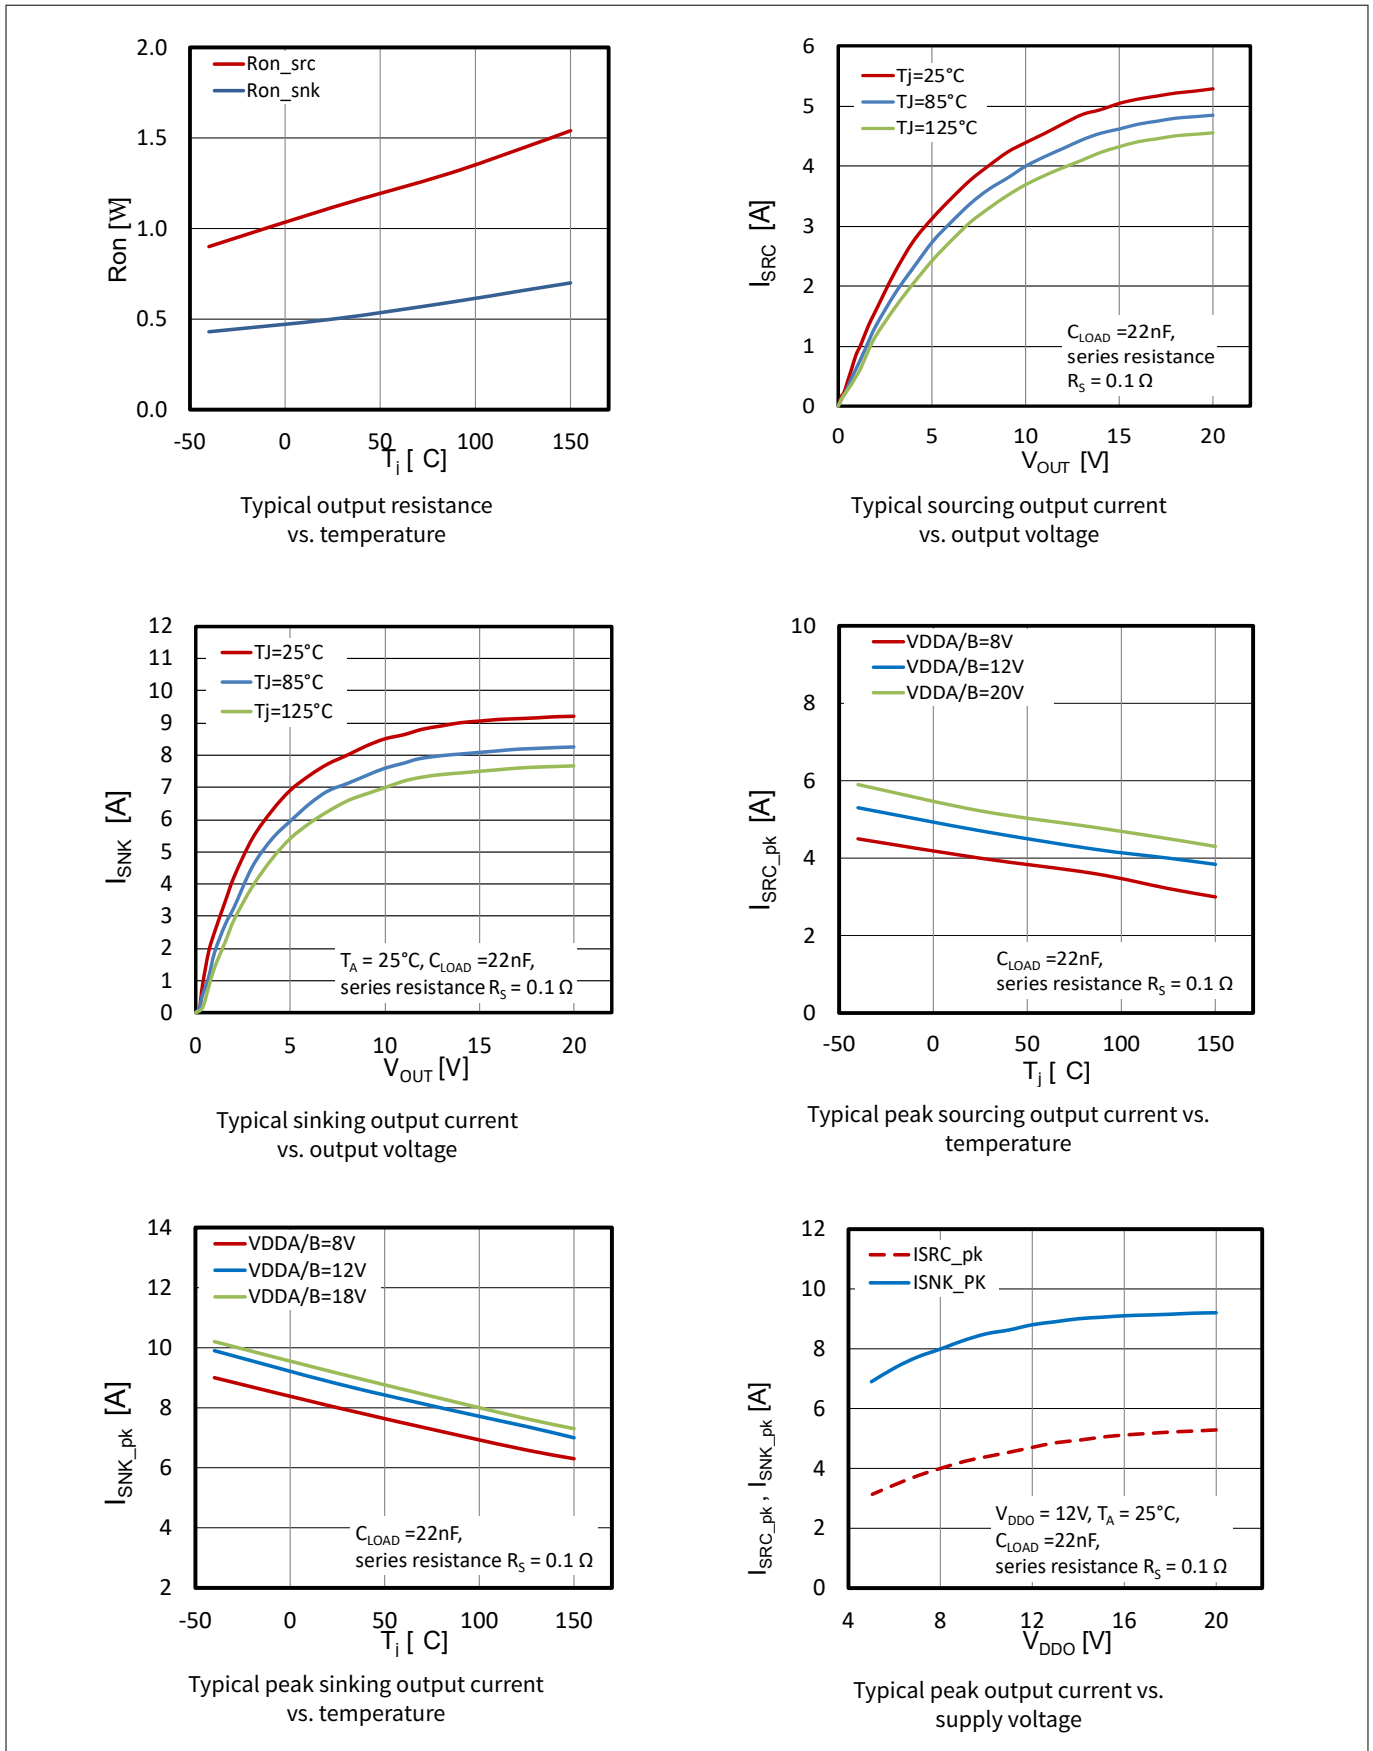 2.0
1.5
1.0
0.5
0.0
Ron [W]
Ron_src
Ron_snk
-50 0 50 100 150
Tj [ C]
Typical output resistance
vs. temperature
6
5
4
3
2
1
0
ISRC [A]
Tj=25°C
TJ=85°C
TJ=125°C
CLOAD =22nF,
series resistance
RS = 0.1 Ω
0 5 10 15 20
VOUT [V]
Typical sourcing output current
vs. output voltage
12
11
10
9
8
7
6
5
4
3
2
1
0
ISNK [A]
TJ=25°C
TJ=85°C
Tj=125°C
TA = 25°C, CLOAD =22nF,
series resistance RS = 0.1 Ω
0 5 10 15 20
VOUT [V]
Typical sinking output current
vs. output voltage
10
8
6
4
2
0
ISRC_pk [A]
VDDA/B=8V
VDDA/B=12V
VDDA/B=20V
CLOAD =22nF,
series resistance RS = 0.1 Ω
-50 0 50 100 150
Tj [ C]
Typical peak sourcing output current vs.
temperature
14
12
10
8
6
4
2
ISNK_pk [A]
VDDA/B=8V
VDDA/B=12V
VDDA/B=18V
CLOAD =22nF,
series resistance RS = 0.1 Ω
-50 0 50 100 150
Tj [ C]
Typical peak sinking output current
vs. temperature
12
10
8
6
4
2
0
ISRC_pk , ISNK_pk [A]
ISRC_pk
ISNK_PK
VDDO = 12V, TA = 25°C,
CLOAD =22nF,
series resistance RS = 0.1 Ω
4 8 12 16 20
VDDO [V]
Typical peak output current vs.
supply voltage